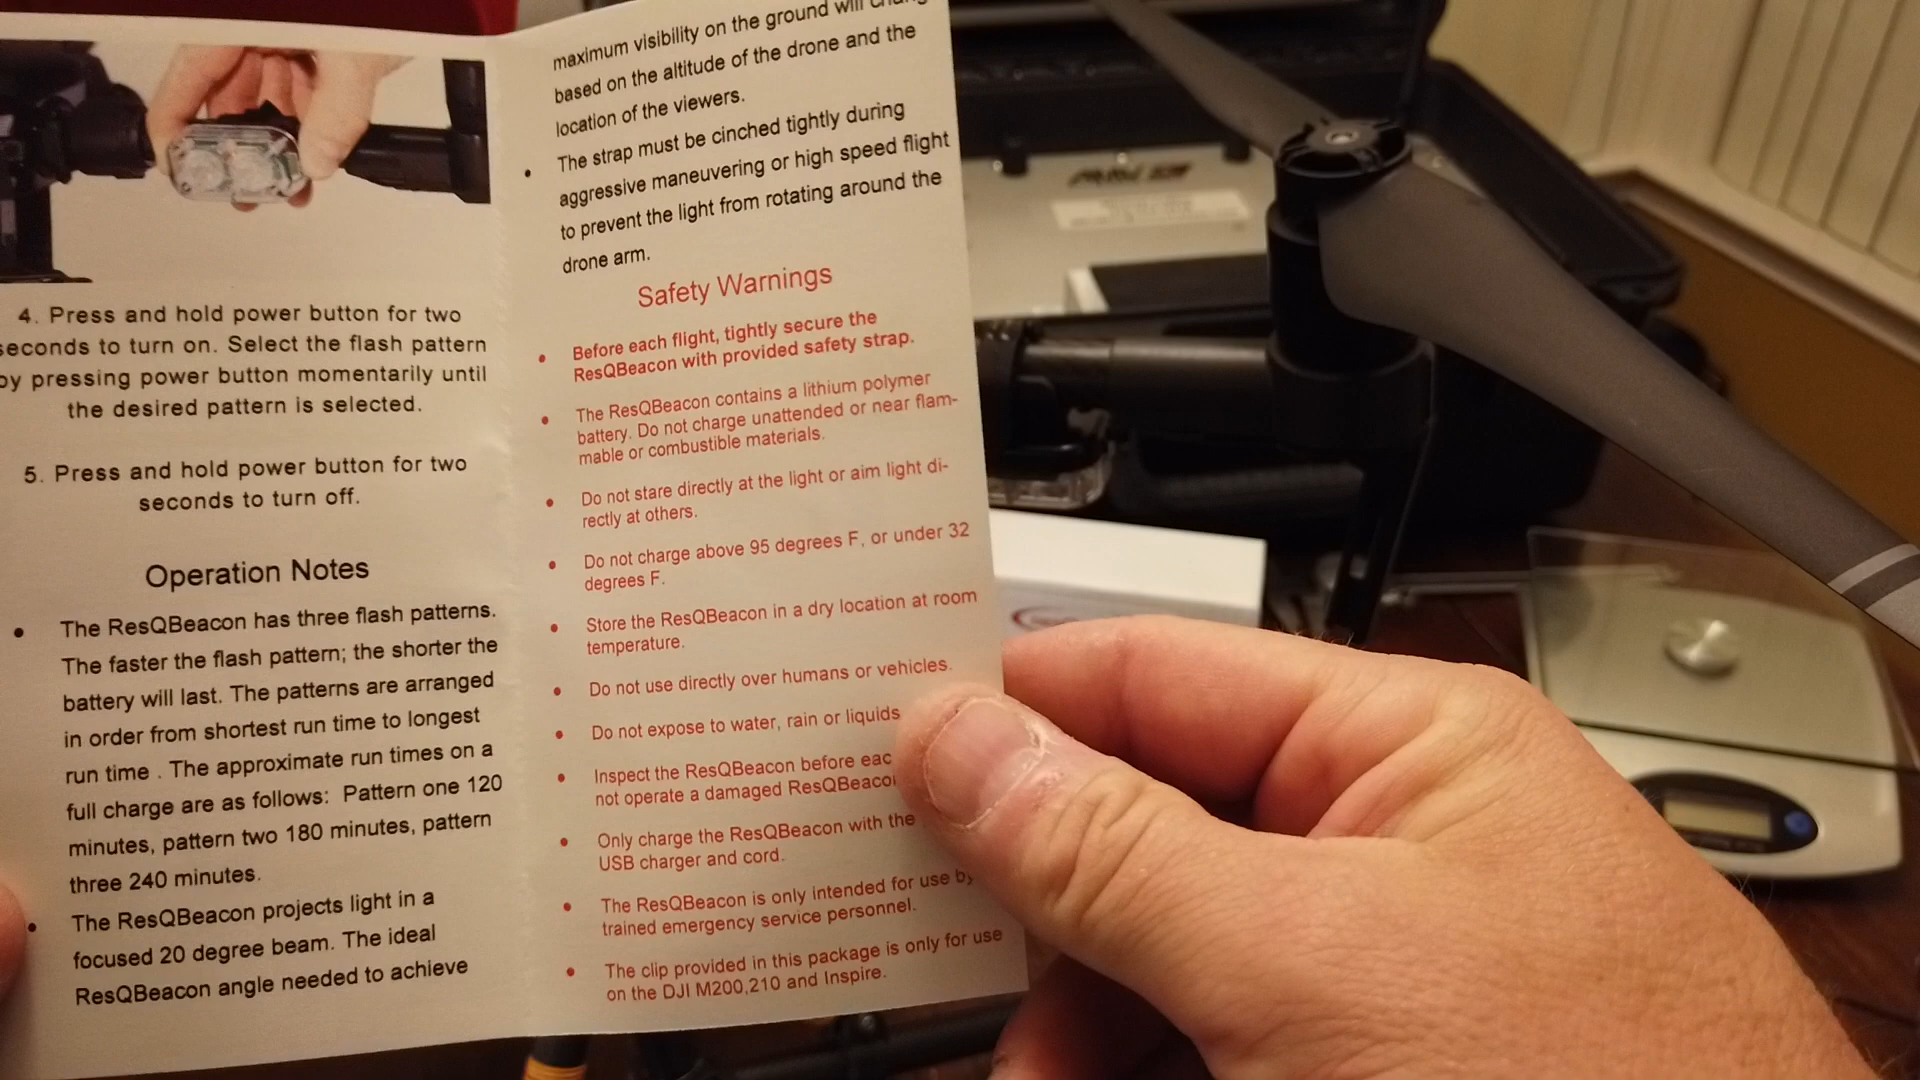 4. Press and hold power button for two
seconds to turn on. Select the flash pattern
by pressing power button momentarily until
the desired pattern is selected.
5. Press and hold power button for two
seconds to turn off.
Operation Notes
• The ResQBeacon has three flash patterns.
The faster the flash pattern; the shorter the
battery will last. The patterns are arranged
in order from shortest run time to longest
run time . The approximate run times on a
full charge are as follows: Pattern one 120
minutes, pattern two 180 minutes, pattern
three 240 minutes.
• The ResQBeacon projects light in a
focused 20 degree beam. The ideal
ResQBeacon angle needed to achieve
maximum visibility on the ground will
based on the altitude of the drone and the
location of the viewers.
• The strap must be cinched tightly during
aggressive maneuvering or high speed flight
to prevent the light from rotating around the
drone arm.
Safety Warnings
• Before each flight, tightly secure the
ResQBeacon with provided safety strap.
• The ResQBeacon contains a lithium polymer
battery. Do not charge unattended or near flam-
mable or combustible materials.
• Do not stare directly at the light or aim light di-
rectly at others.
• Do not charge above 95 degrees F, or under 32
degrees F.
• Store the ResQBeacon in a dry location at room
temperature.
• Do not use directly over humans or vehicles.
• Do not expose to water, rain or liquids
• Inspect the ResQBeacon before eac
not operate a damaged ResQBeaco
• Only charge the ResQBeacon with the
USB charger and cord.
• The ResQBeacon is only intended for use by
trained emergency service personnel.
• The clip provided in this package is only for use
on the DJI M200,210 and Inspire.